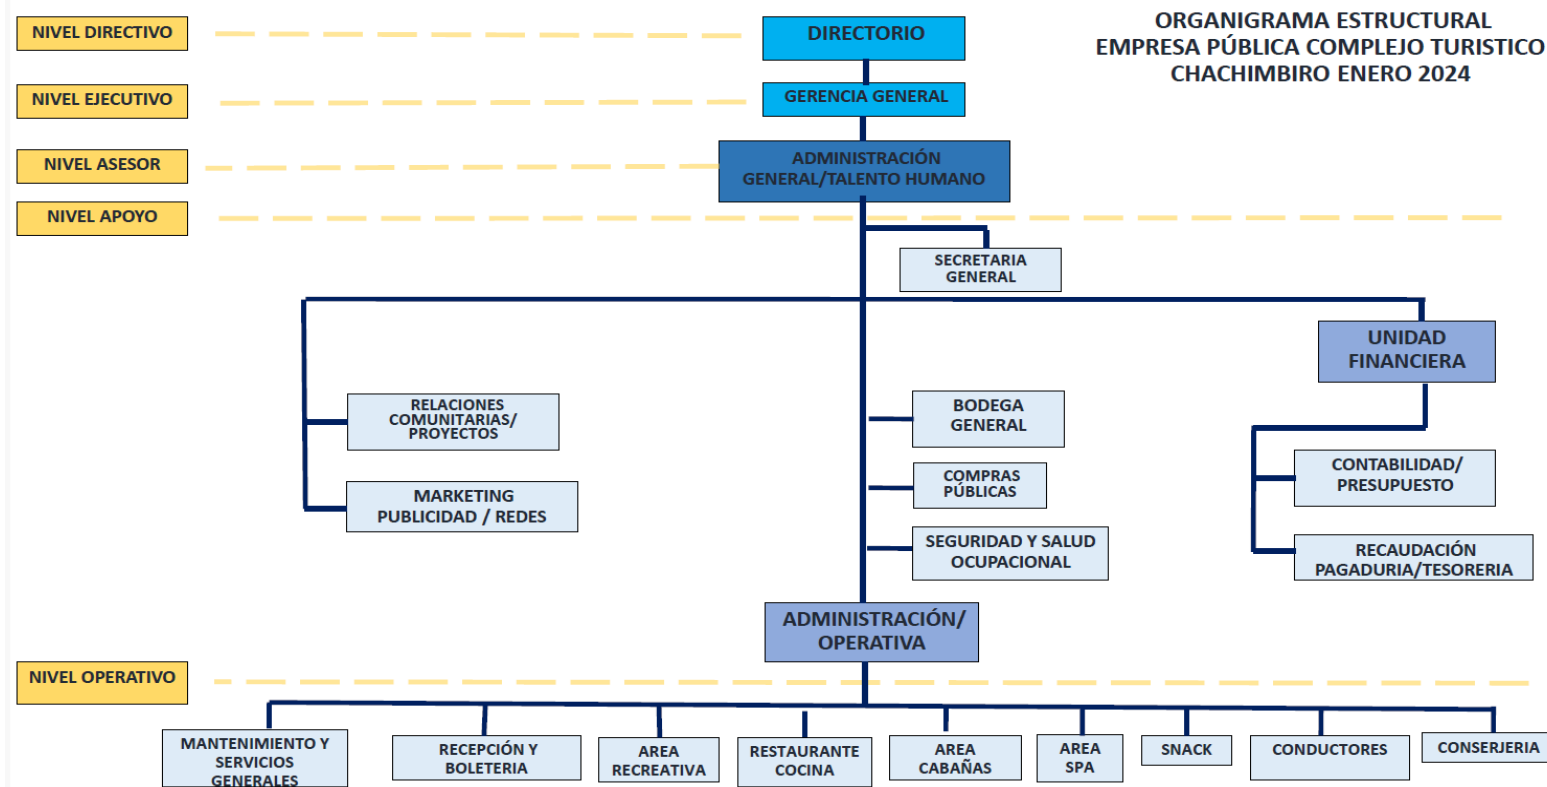 ORGANIGRAMA ESTRUCTURAL
EMPRESA PÚBLICA COMPLEJO TURISTICO
CHACHIMBIRO ENERO 2024
NIVEL DIRECTIVO
DIRECTORIO
NIVEL EJECUTIVO
GERENCIA GENERAL
NIVEL ASESOR
ADMINISTRACIÓN
GENERAL/TALENTO HUMANO
NIVEL APOYO
SECRETARIA
GENERAL
UNIDAD
FINANCIERA
RELACIONES
COMUNITARIAS/
PROYECTOS
MARKETING
PUBLICIDAD / REDES
BODEGA
GENERAL
COMPRAS
PÚBLICAS
SEGURIDAD Y SALUD
OCUPACIONAL
CONTABILIDAD/
PRESUPUESTO
RECAUDACIÓN
PAGADURIA/TESORERIA
ADMINISTRACIÓN/
OPERATIVA
NIVEL OPERATIVO
MANTENIMIENTO Y
SERVICIOS
GENERALES
RECEPCIÓN Y
BOLETERIA
AREA
RECREATIVA
RESTAURANTE
COCINA
AREA
CABAÑAS
AREA
SPA
SNACK
CONDUCTORES
CONSERJERIA